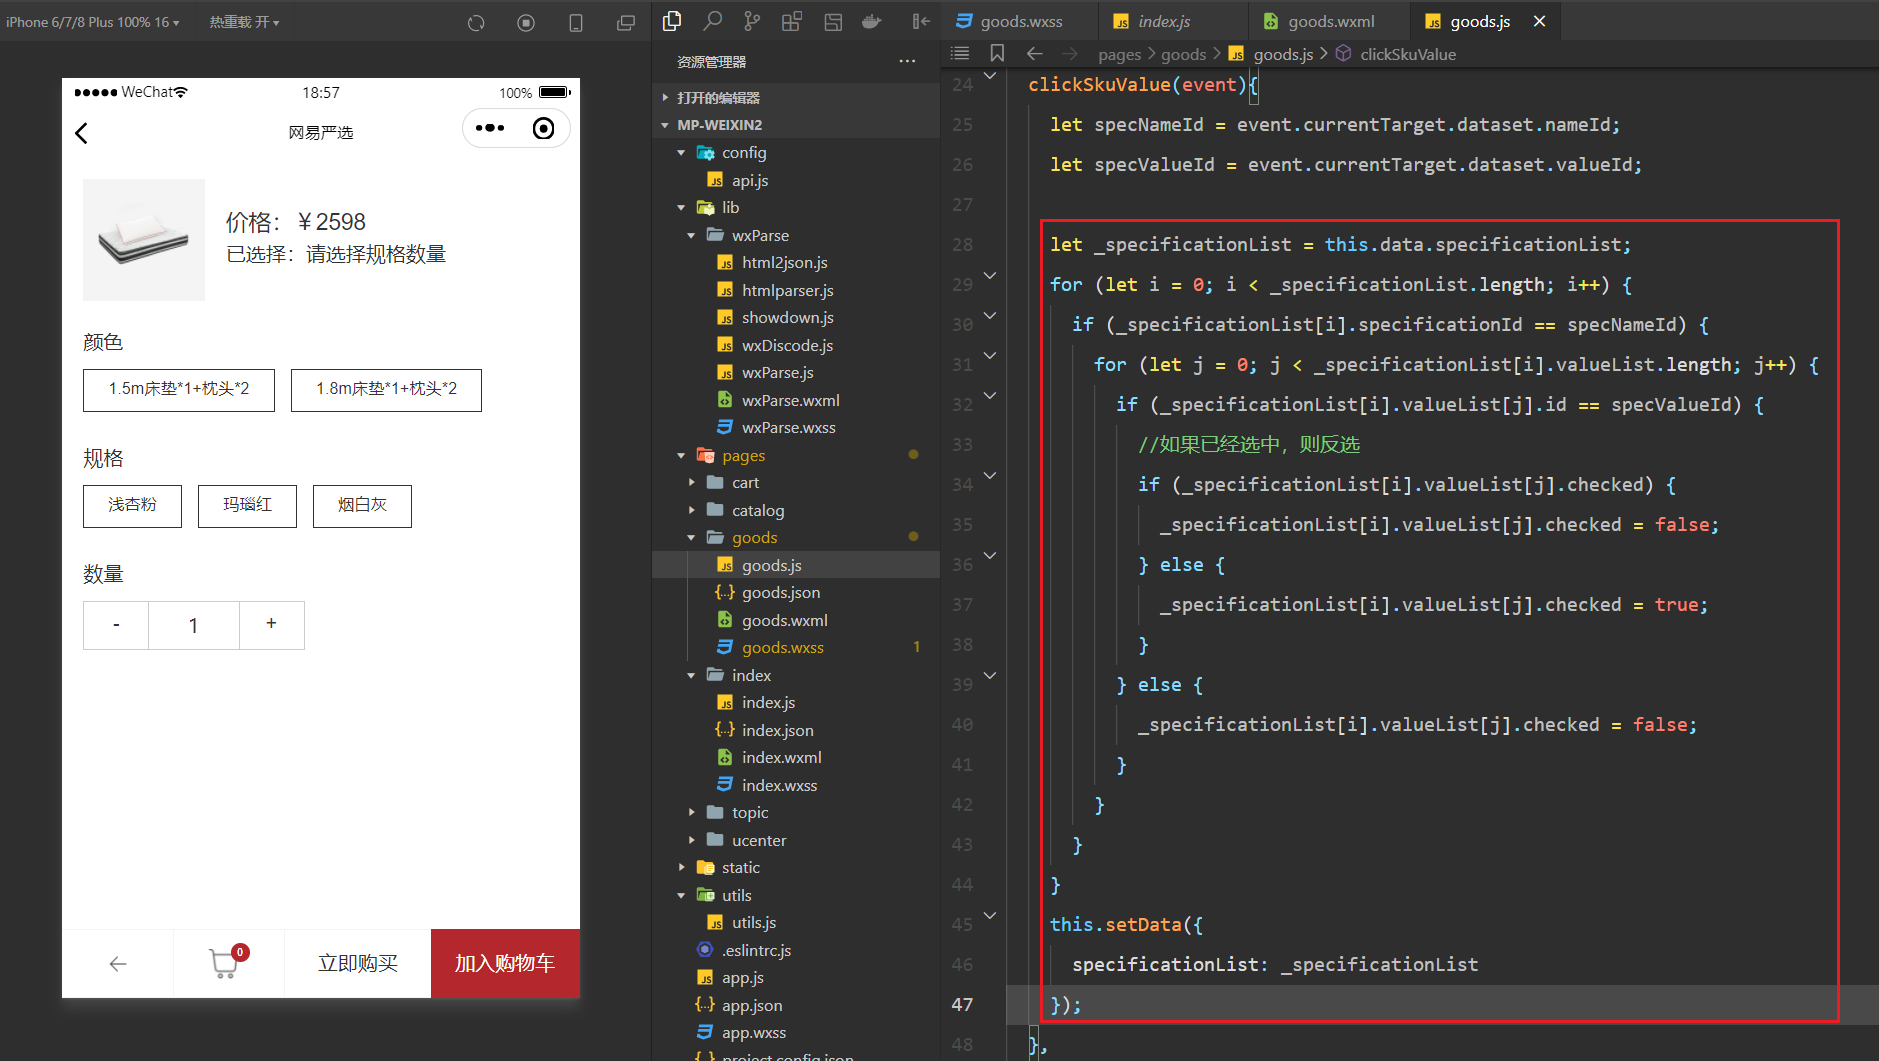 iPhone 6/7/8 Plus 100% 16
热重载 开
WeChat
18:57
100%
网易严选
价格：￥2598
已选择：请选择规格数量
颜色
1.5m床垫*1+枕头*2
1.8m床垫*1+枕头*2
规格
浅杏粉
玛瑙红
烟白灰
数量
-
1
+
0
立即购买
加入购物车
资源管理器
打开的编辑器
MP-WEIXIN2
config
api.js
lib
wxParse
html2json.js
htmlparser.js
showdown.js
wxDiscode.js
wxParse.js
wxParse.wxml
wxParse.wxss
pages
cart
catalog
goods
goods.js
goods.json
goods.wxml
goods.wxss 1
index
index.js
index.json
index.wxml
index.wxss
topic
ucenter
static
utils
utils.js
.eslintrc.js
app.js
app.json
app.wxss
project.config.json
goods.wxss
index.js
goods.wxml
goods.js
pages > goods > goods.js > clickSkuValue
24 clickSkuValue(event){
25 let specNameId = event.currentTarget.dataset.nameId;
26 let specValueId = event.currentTarget.dataset.valueId;
27
28 let _specificationList = this.data.specificationList;
29 for (let i = 0; i < _specificationList.length; i++) {
30 if (_specificationList[i].specificationId == specNameId) {
31 for (let j = 0; j < _specificationList[i].valueList.length; j++) {
32 if (_specificationList[i].valueList[j].id == specValueId) {
33 //如果已经选中，则反选
34 if (_specificationList[i].valueList[j].checked) {
35 _specificationList[i].valueList[j].checked = false;
36 } else {
37 _specificationList[i].valueList[j].checked = true;
38 }
39 } else {
40 _specificationList[i].valueList[j].checked = false;
41 }
42 }
43 }
44 }
45 this.setData({
46 specificationList: _specificationList
47 });
48 },